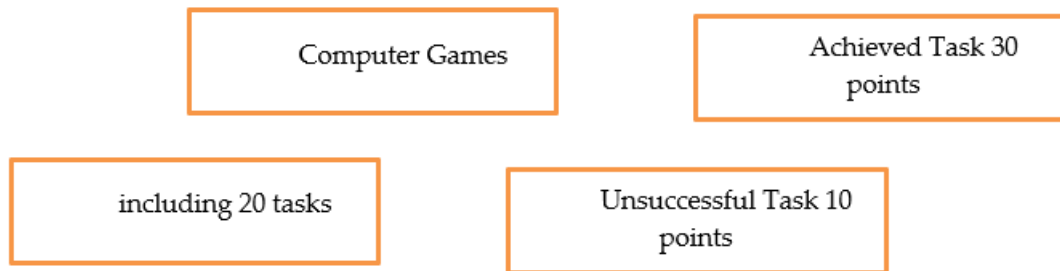 Computer Games
Achieved Task 30
points
including 20 tasks
Unsuccessful Task 10
points